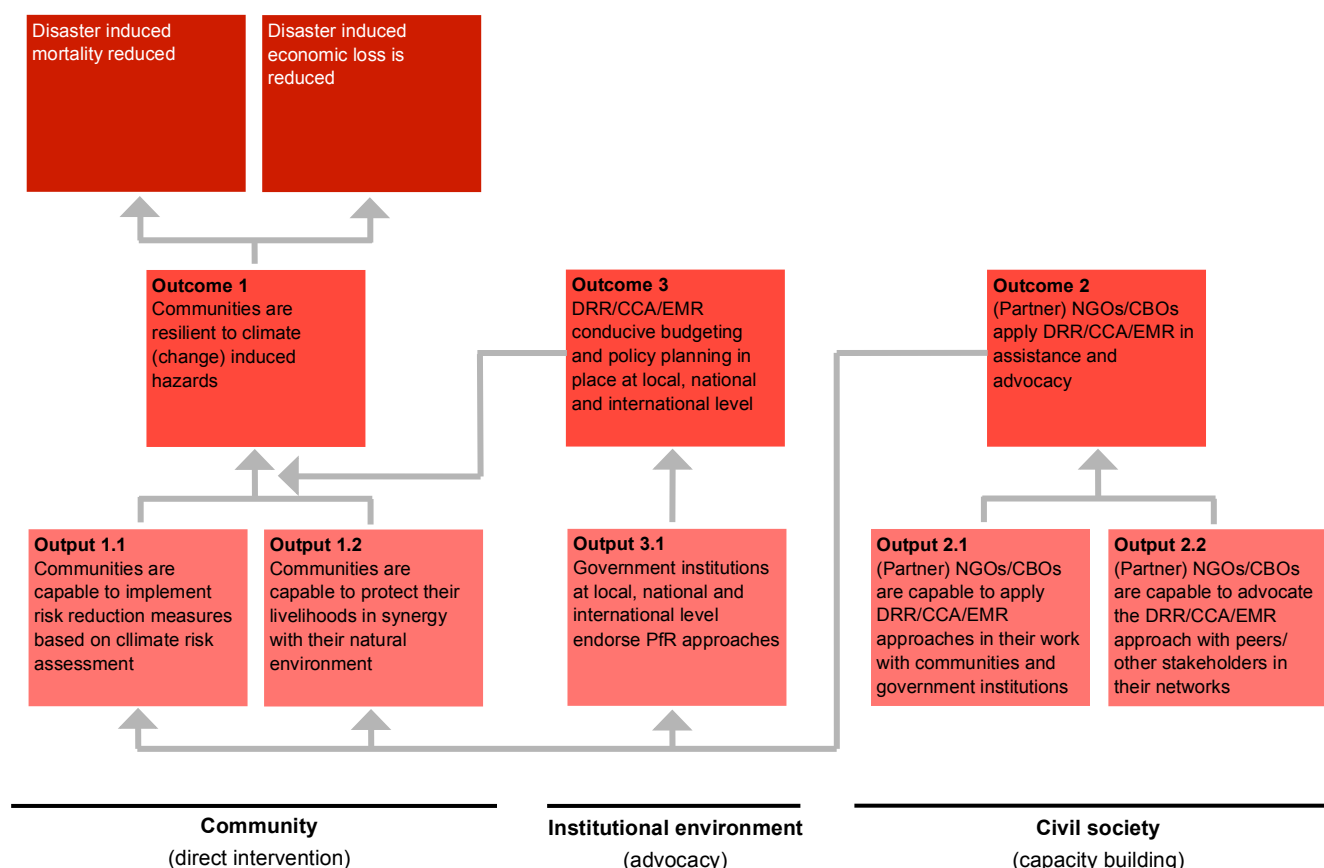 Disaster induced
mortality reduced
Disaster induced
economic loss is
reduced
Outcome 1
Communities are
resilient to climate
(change) induced
hazards
Outcome 3
DRR/CCA/EMR
conducive budgeting
and policy planning in
place at local, national
and international level
Outcome 2
(Partner) NGOs/CBOs
apply DRR/CCA/EMR in
assistance and
advocacy
Output 1.1
Communities are
capable to implement
risk reduction measures
based on cllimate risk
assessment
Output 1.2
Communities are
capable to protect their
livelihoods in synergy
with their natural
environment
Output 3.1
Government institutions
at local, national and
international level
endorse PfR approaches
Output 2.1
(Partner) NGOs/CBOs
are capable to apply
DRR/CCA/EMR
approaches in their work
with communities and
government institutions
Output 2.2
(Partner) NGOs/CBOs
are capable to advocate
the DRR/CCA/EMR
approach with peers/
other stakeholders in
their networks
Community
(direct intervention)
Institutional environment
(advocacy)
Civil society
(capacity building)